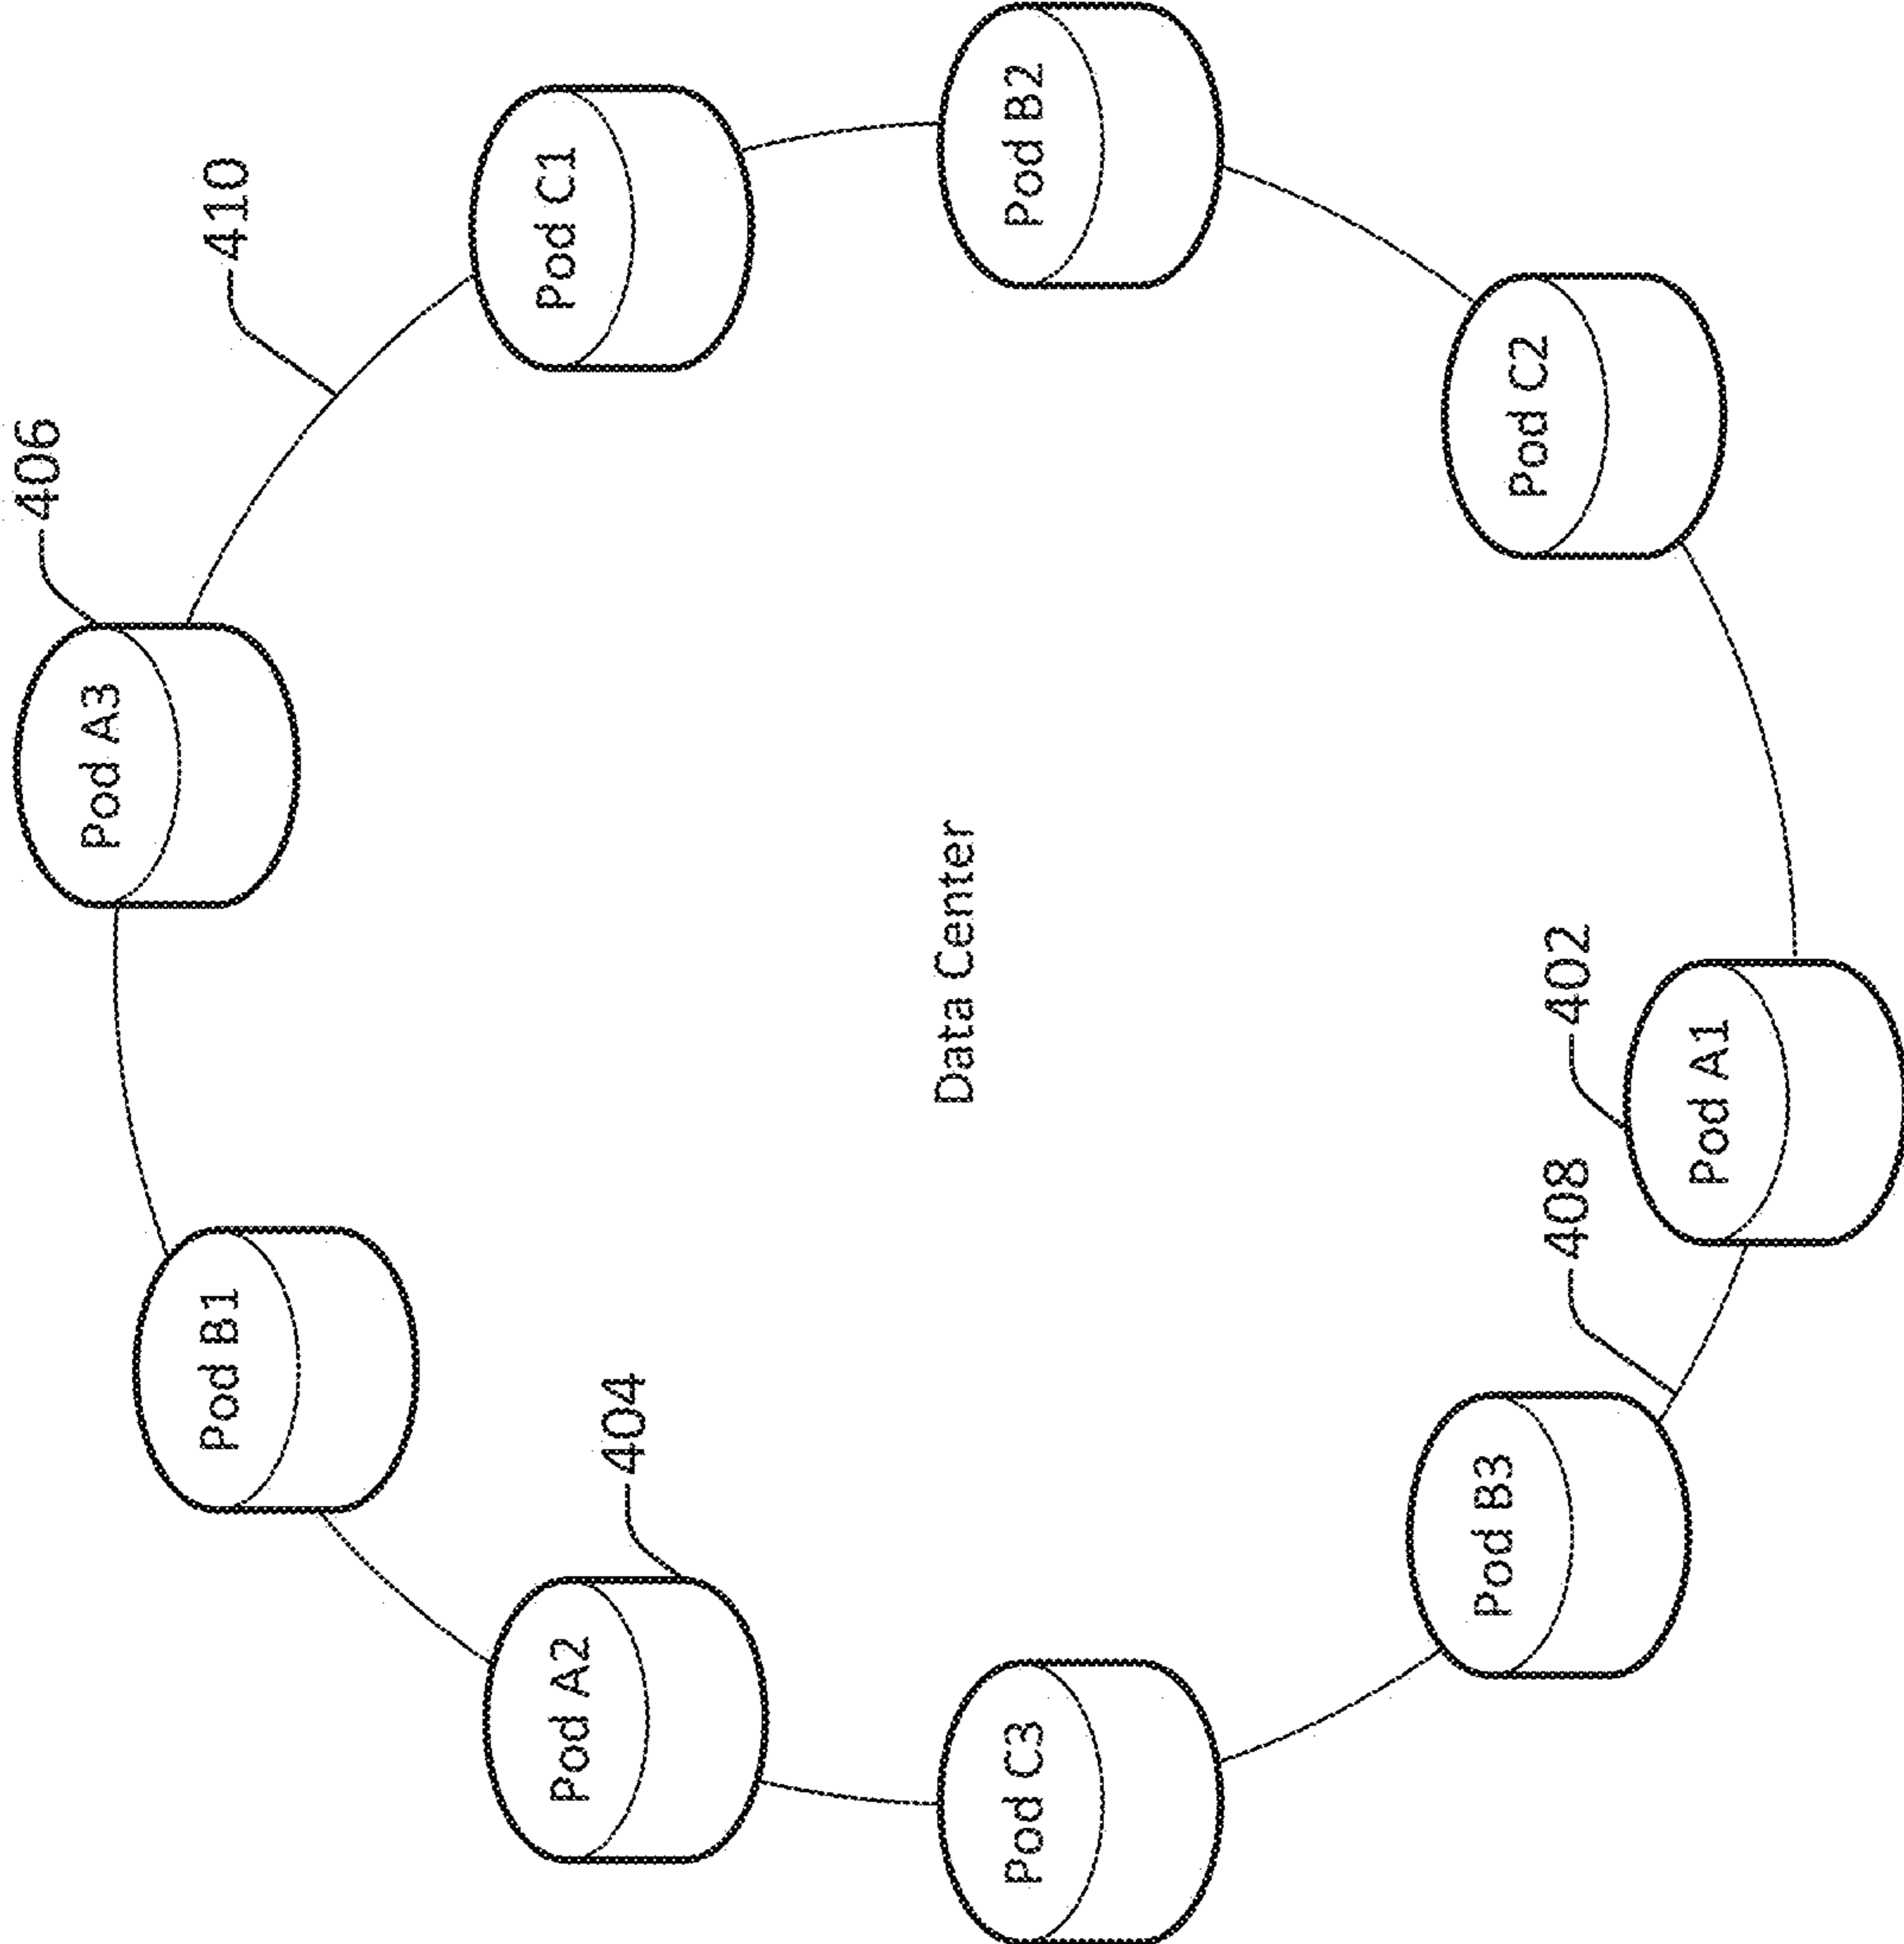 406
Pod A3
Pod B1
410
Pod A2
Pod C1
404
Data Center
Pod C3
Pod B2
Pod B3
Pod C2
408
402
Pod A1